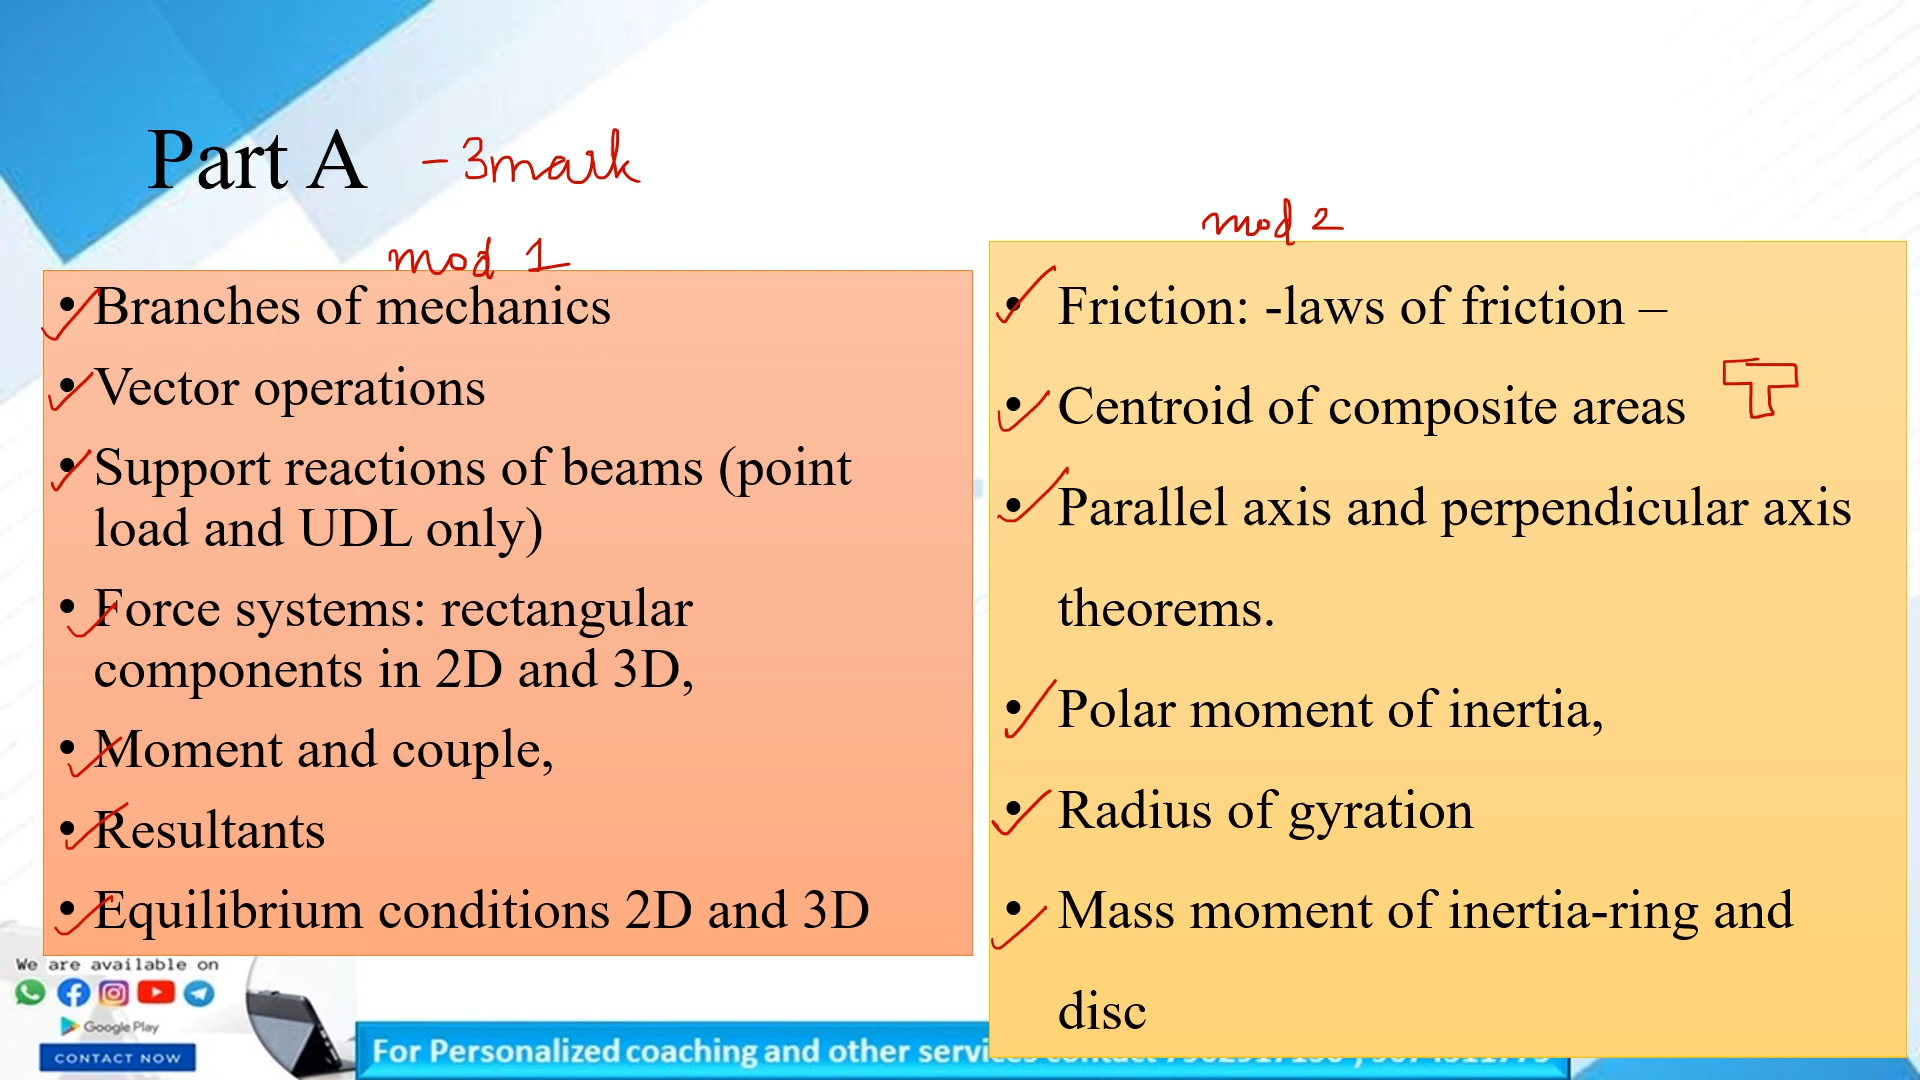 Part A - 3mark
mod 1
• Branches of mechanics
• Vector operations
• Support reactions of beams (point
load and UDL only)
• Force systems: rectangular
components in 2D and 3D,
• Moment and couple,
• Resultants
• Equilibrium conditions 2D and 3D
mod 2
• Friction: -laws of friction –
• Centroid of composite areas
• Parallel axis and perpendicular axis
theorems.
• Polar moment of inertia,
• Radius of gyration
• Mass moment of inertia-ring and
disc
We are available on
Google Play
CONTACT NOW
For Personalized coaching and other